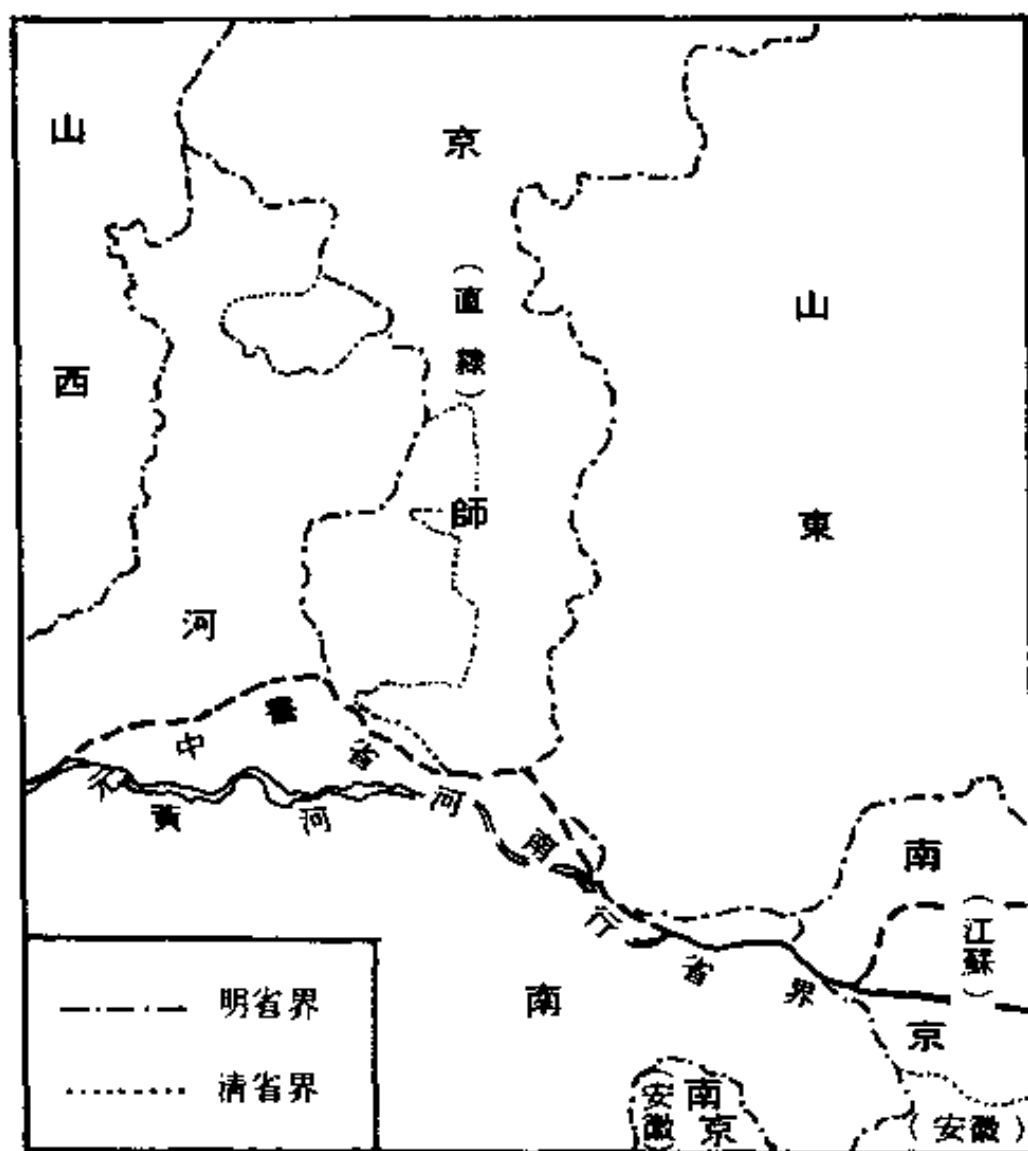 山西
京師
（直隸）
山東
河南
中書省河南行省界
黄河
南京
（江蘇）
（安徽）
南京
（安徽）
明省界
清省界